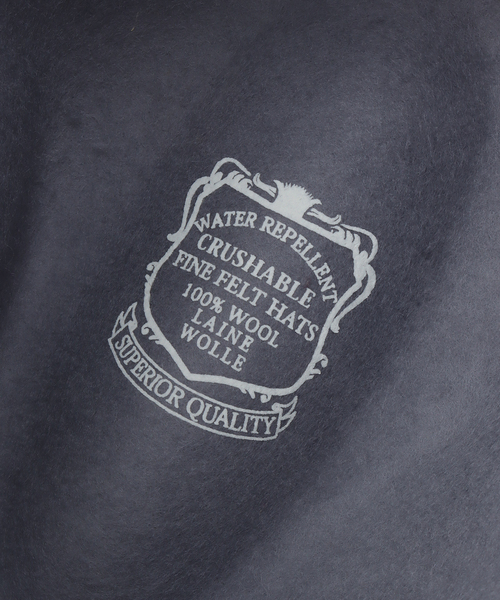 WATER REPELLENT
CRUSHABLE
FINE FELT HATS
100% WOOL
LAINE
WOLLE
SUPERIOR QUALITY